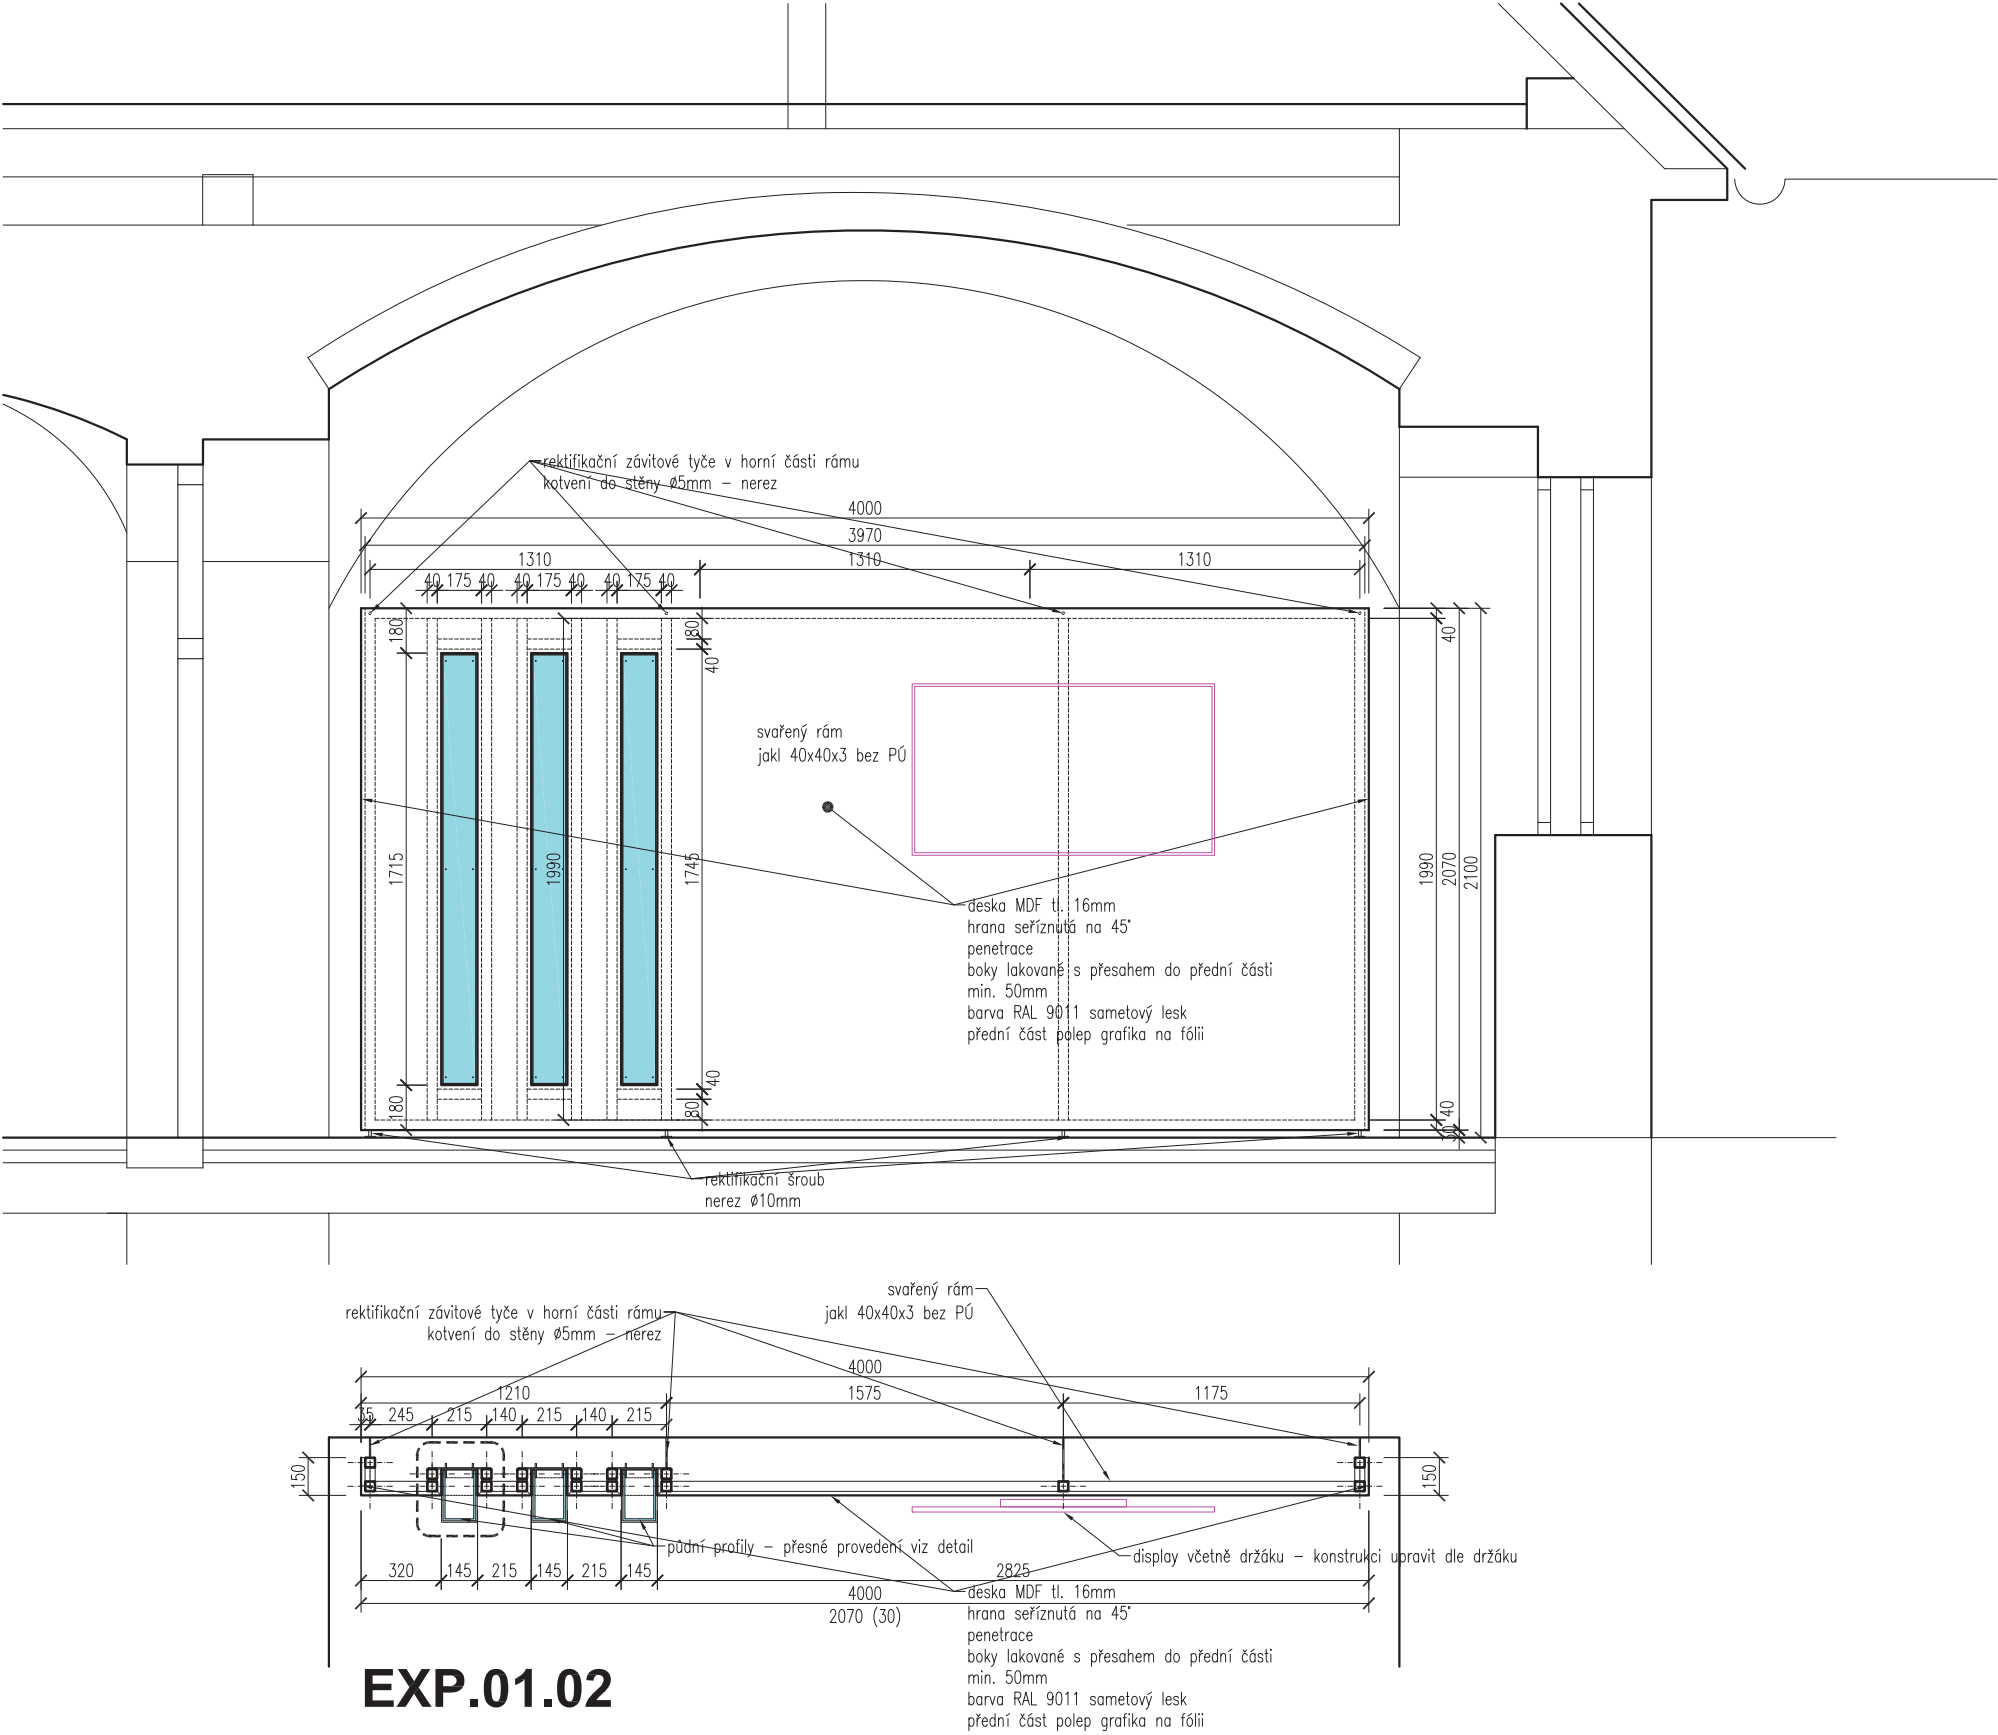 rektifikační závitové tyče v horní části rámu
kotvení do stěny ø5mm – nerez
4000
3970
1310 1310 1310
40 175 40 40 175 40 40 175 40
180 80 40
40
svařený rám
jakl 40x40x3 bez PÚ
1715 1990 1745 1990 2070 2100
deska MDF tl. 16mm
hrana seříznutá na 45°
penetrace
boky lakované s přesahem do přední části
min. 50mm
barva RAL 9011 sametový lesk
přední část polep grafika na fólii
40
180 80 40
30
rektifikační šroub
nerez ø10mm
svařený rám
jakl 40x40x3 bez PÚ
rektifikační závitové tyče v horní části rámu
kotvení do stěny ø5mm – nerez
4000
1210 1575 1175
35 245 215 140 215 140 215
150 150
půdní profily – přesné provedení viz detail
display včetně držáku – konstrukci upravit dle držáku
320 145 215 145 215 145 2825
4000
2070 (30)
deska MDF tl. 16mm
hrana seříznutá na 45°
penetrace
boky lakované s přesahem do přední části
min. 50mm
barva RAL 9011 sametový lesk
přední část polep grafika na fólii
EXP.01.02